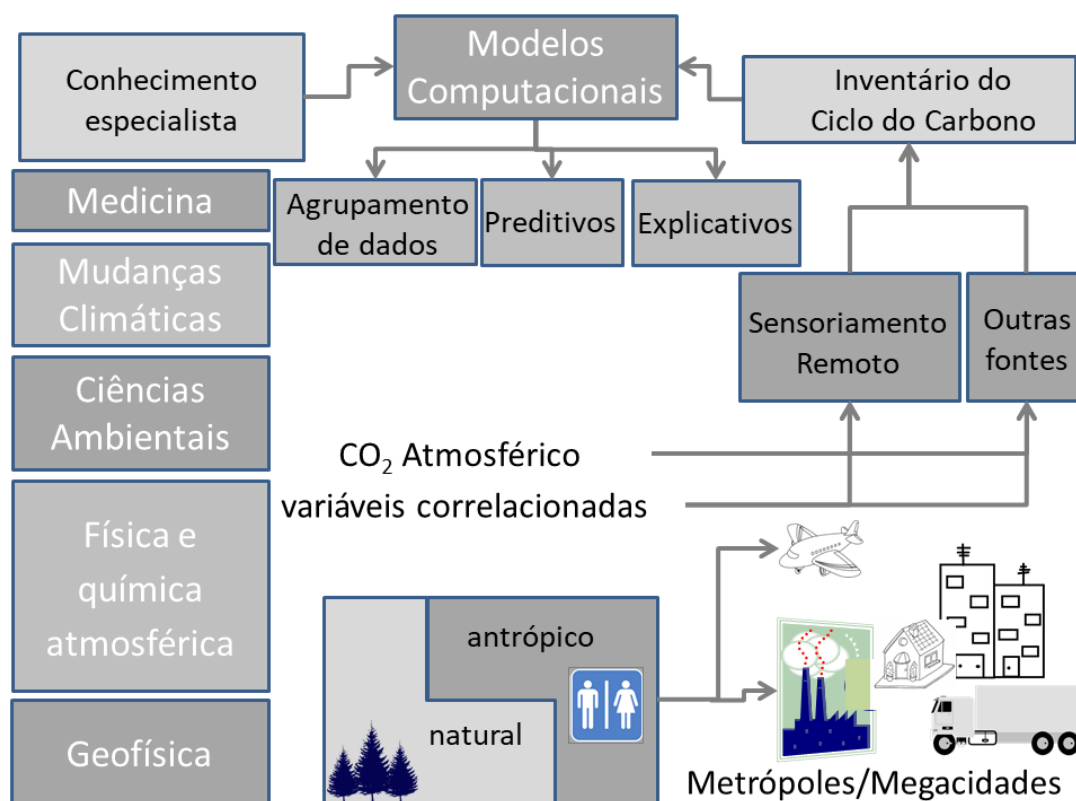 Conhecimento
especialista
Modelos
Computacionais
Inventário do
Ciclo do Carbono
Medicina
Mudanças
Climáticas
Ciências
Ambientais
Física e
química
atmosférica
Geofísica
Agrupamento
de dados
Preditivos
Explicativos
Sensoriamento
Remoto
Outras
fontes
CO₂ Atmosférico
variáveis correlacionadas
antrópico
natural
Metrópoles/Megacidades